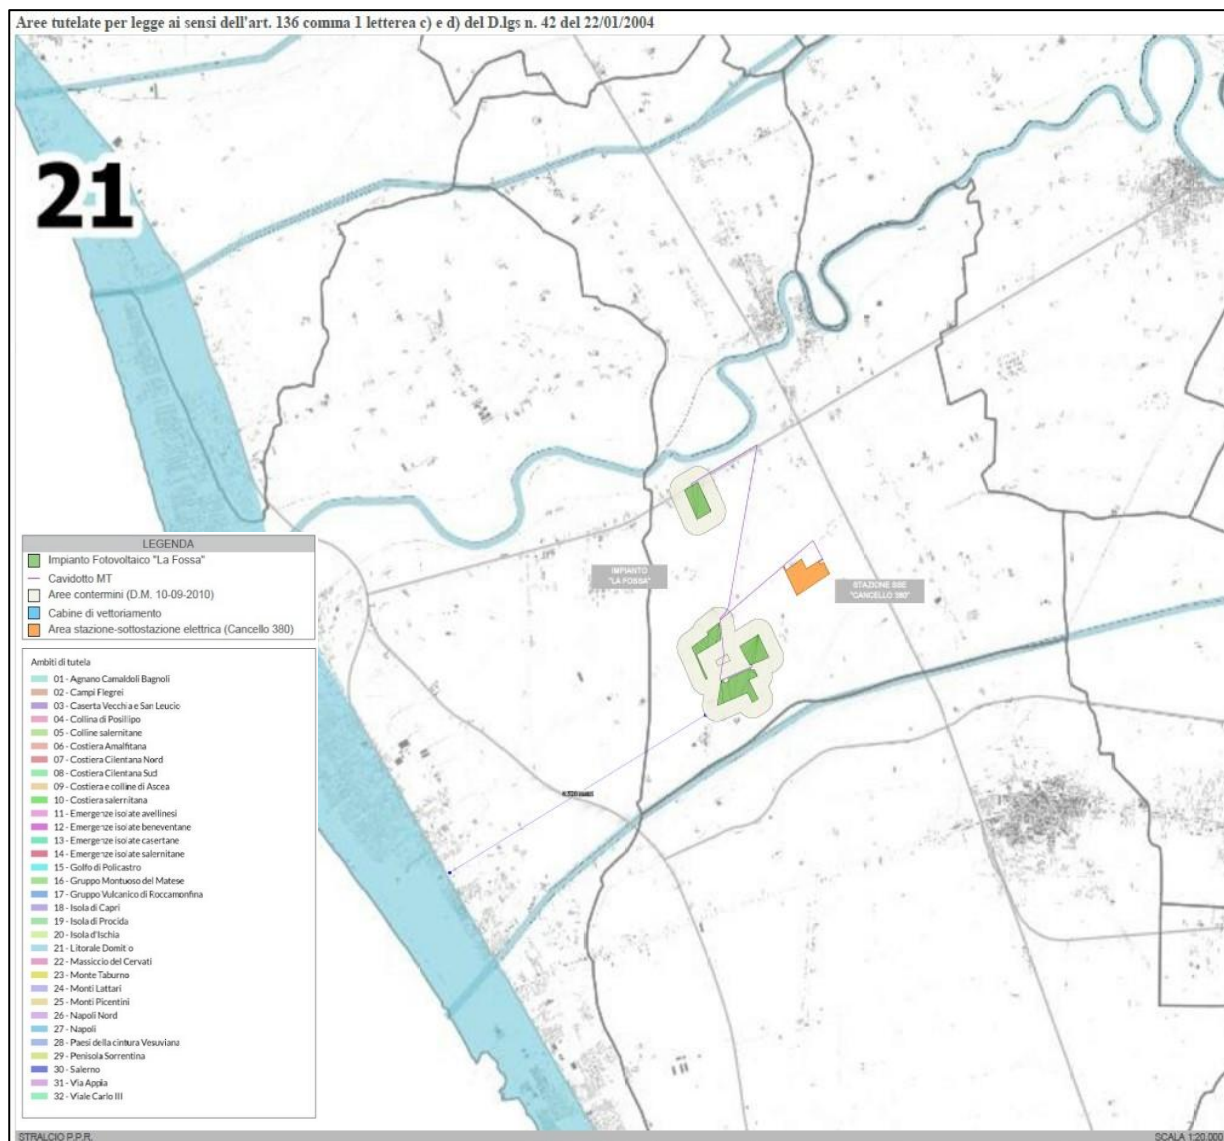 Aree tutelate per legge ai sensi dell'art. 136 comma 1 letterea c) e d) del D.lgs n. 42 del 22/01/2004
21
IMPIANTO
"LA FOSSA"
STAZIONE SSE
"CANCELLO 380"
LEGENDA
Impianto Fotovoltaico "La Fossa"
Cavidotto MT
Aree contermini (D.M. 10-09-2010)
Cabine di vettoriamento
Area stazione-sottostazione elettrica (Cancello 380)
Ambiti di tutela
01 - Agnano Camaldoli Bagnoli
02 - Campi Flegrei
03 - Caserta Vecchia e San Leucio
04 - Collina di Posillipo
05 - Colline salernitane
06 - Costiera Amalfitana
07 - Costiera Cilentana Nord
08 - Costiera Cilentana Sud
09 - Costiera e colline di Ascea
10 - Costiera salernitana
11 - Emergenze isolate avellinesi
12 - Emergenze isolate beneventane
13 - Emergenze isolate casertane
14 - Emergenze isolate salernitane
15 - Golfo di Policastro
16 - Gruppo Montuoso del Matese
17 - Gruppo Vulcanico di Roccamonfina
18 - Isola di Capri
19 - Isola di Procida
20 - Isola d'Ischia
21 - Litorale Domitio
22 - Massiccio del Cervati
23 - Monte Taburno
24 - Monti Lattari
25 - Monti Picentini
26 - Napoli Nord
27 - Napoli
28 - Paesi della cintura Vesuviana
29 - Penisola Sorrentina
30 - Salerno
31 - Via Appia
32 - Viale Carlo III
STRALCIO P.P.R.
SCALA 1:20.000